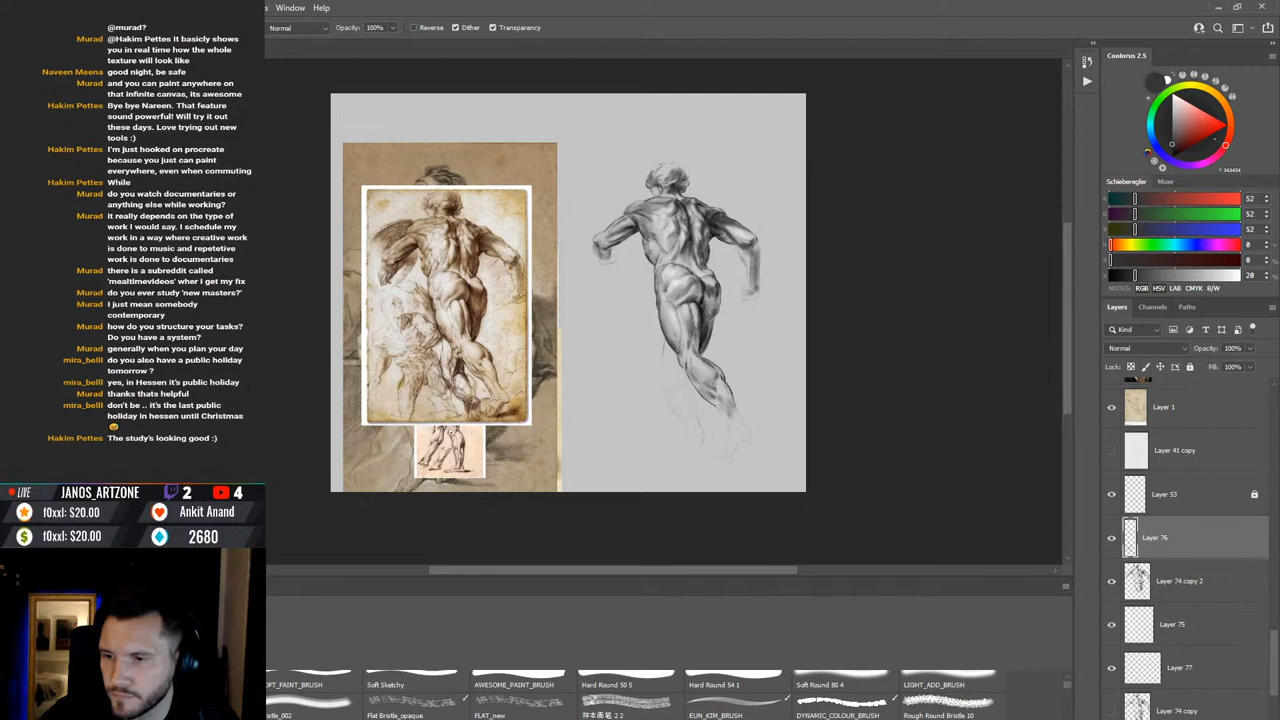 @murad?
Murad @Hakim Pettes It basicly shows
you in real time how the whole
texture will look like
Naveen Meena good night, be safe
Murad and you can paint anywhere on
that infinite canvas, its awesome
Hakim Pettes Bye bye Nareen. That feature
sound powerful! Will try it out
these days. Love trying out new
tools :)
Hakim Pettes I'm just hooked on procreate
because you just can paint
everywhere, even when commuting
Hakim Pettes While
Murad do you watch documentaries or
anything else while working?
Murad It really depends on the type of
work I would say. I schedule my
work in a way where creative work
is done to music and repetetive
work is done to documentaries
Murad there is a subreddit called
'mealtimevideos' wher I get my fix
Murad do you ever study 'new masters?'
Murad I just mean somebody
contemporary
Murad how do you structure your tasks?
Do you have a system?
Murad generally when you plan your day
mira_belll do you also have a public holiday
tomorrow ?
mira_belll yes, in Hessen it's public holiday
Murad thanks thats helpful
mira_belll don't be .. it's the last public
holiday in hessen until Christmas
Hakim Pettes The study's looking good :)
LIVE JANOS_ARTZONE 2 4
f0xxl: $20.00 Ankit Anand
f0xxl: $20.00 2680
s Window Help
Normal Opacity: 100% Reverse Dither Transparency
Coolorus 2.5
# 343434
Schieberegler Mixer
R 52
G 52
B 52
H 0
S 0
V 20
MODUS: RGB HSV LAB CMYK B/W
Layers Channels Paths
Kind
Normal Opacity: 100%
Lock: Fill: 100%
Layer 1
Layer 41 copy
Layer 53
Layer 76
Layer 74 copy 2
Layer 75
Layer 77
Layer 74 copy
OFT_FAINT_BRUSH Soft Sketchy AWESOME_PAINT_BRUSH Hard Round 50 5 Hard Round 54 1 Soft Round 80 4 LIGHT_ADD_BRUSH
istle_002 Flat Bristle_opaque FLAT_new 样本画笔 2 2 EUN_KIM_BRUSH DYNAMIC_COLOUR_BRUSH Rough Round Bristle 10